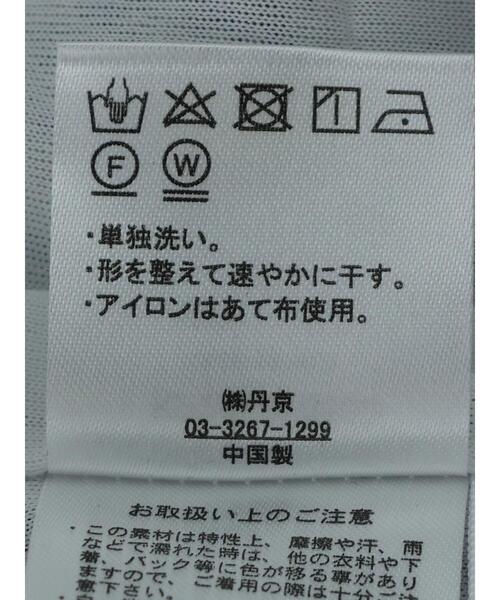 F W
・単独洗い。
・形を整えて速やかに干す。
・アイロンはあて布使用。
㈱丹京
03-3267-1299
中国製
お取扱い上のご注意
・この素材は特性上、摩擦や汗、雨
などで濡れた時は、他の衣料や下
着、バック等に色が移る事があり
ますので、ご着用の際は十分ご注
意下さい。